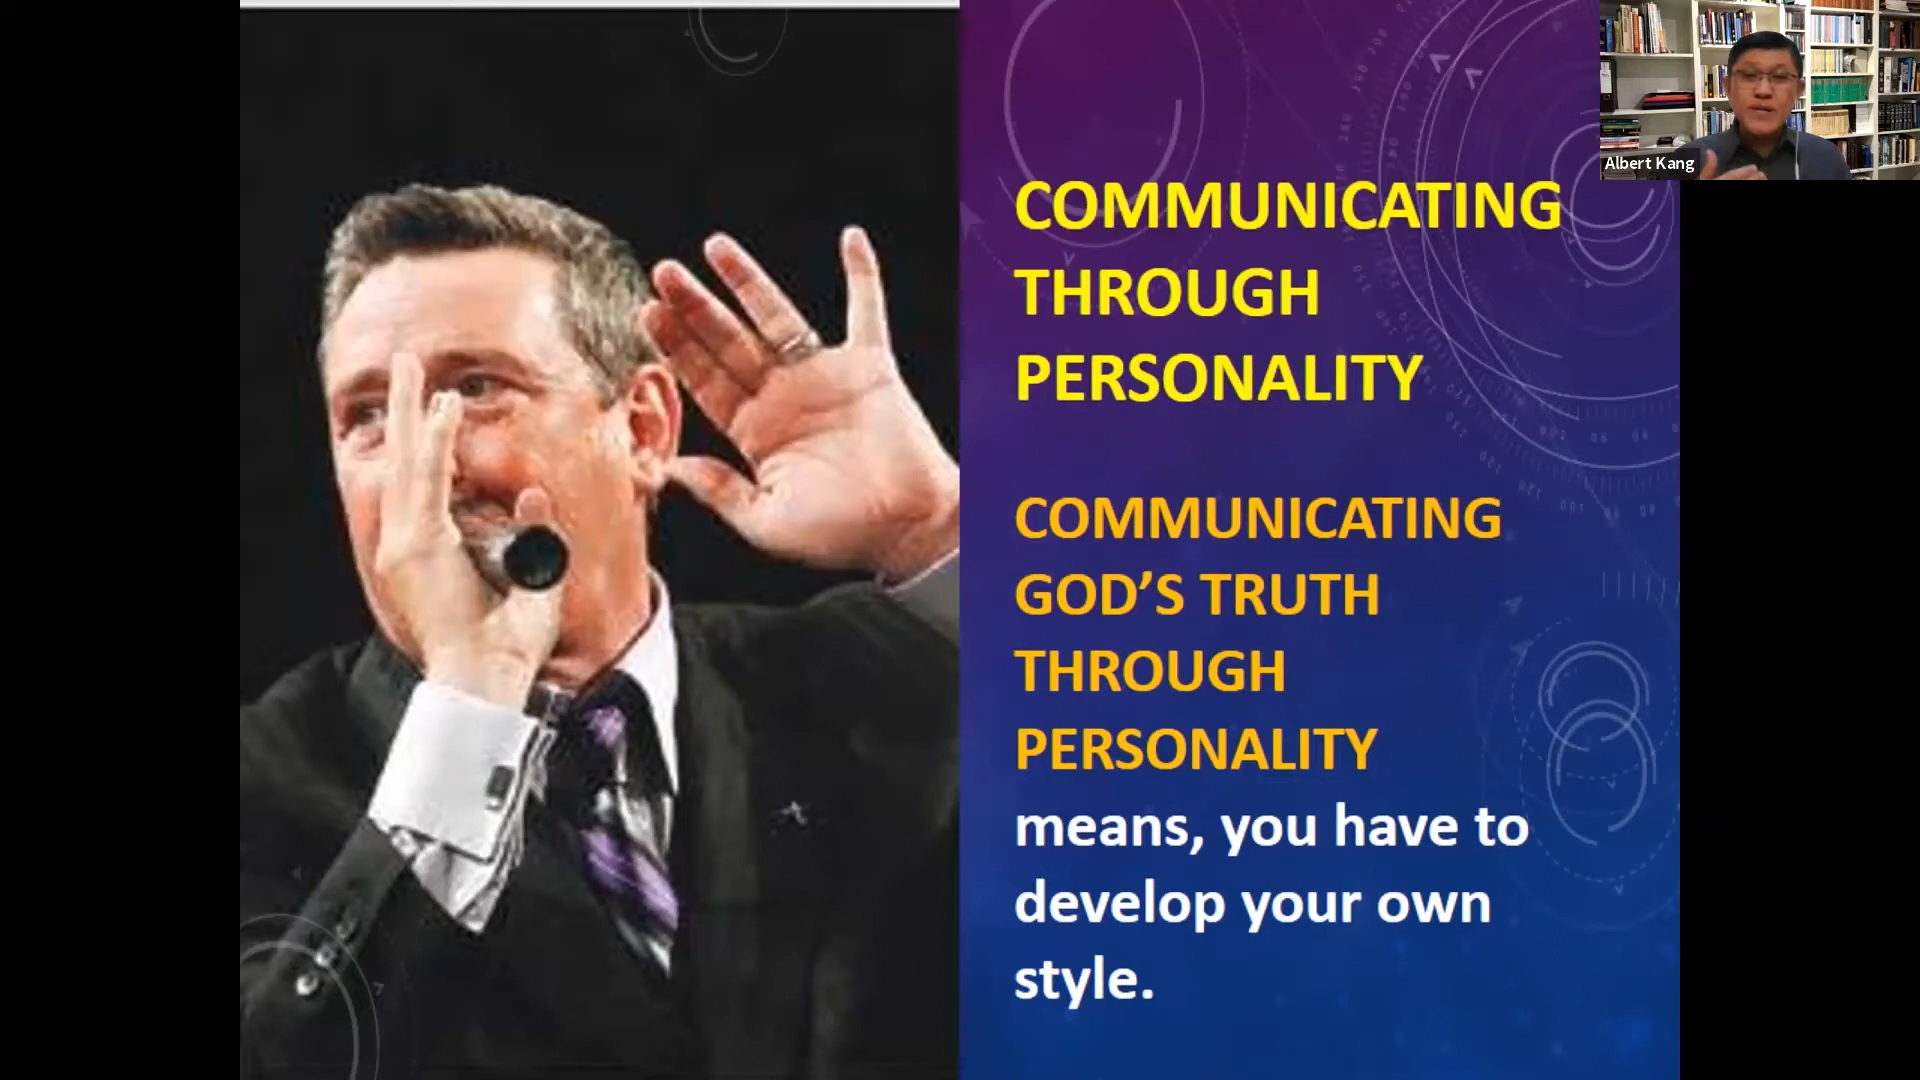 COMMUNICATING
THROUGH
PERSONALITY
COMMUNICATING
GOD’S TRUTH
THROUGH
PERSONALITY
means, you have to
develop your own
style.
Albert Kang